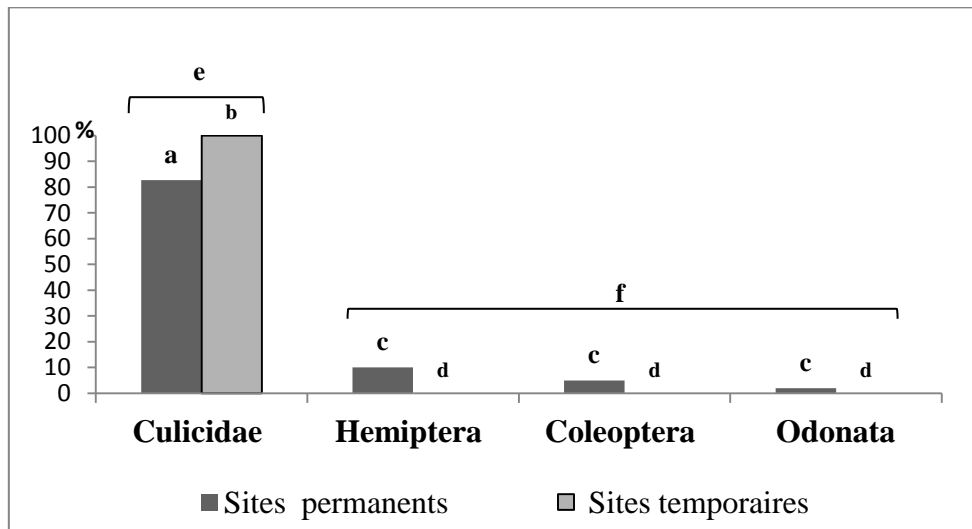 e
b
%
a
100
90
80
70
60
50
40
30
20
10
0
f
c
d
c
d
c
d
Culicidae Hemiptera Coleoptera Odonata
Sites permanents Sites temporaires